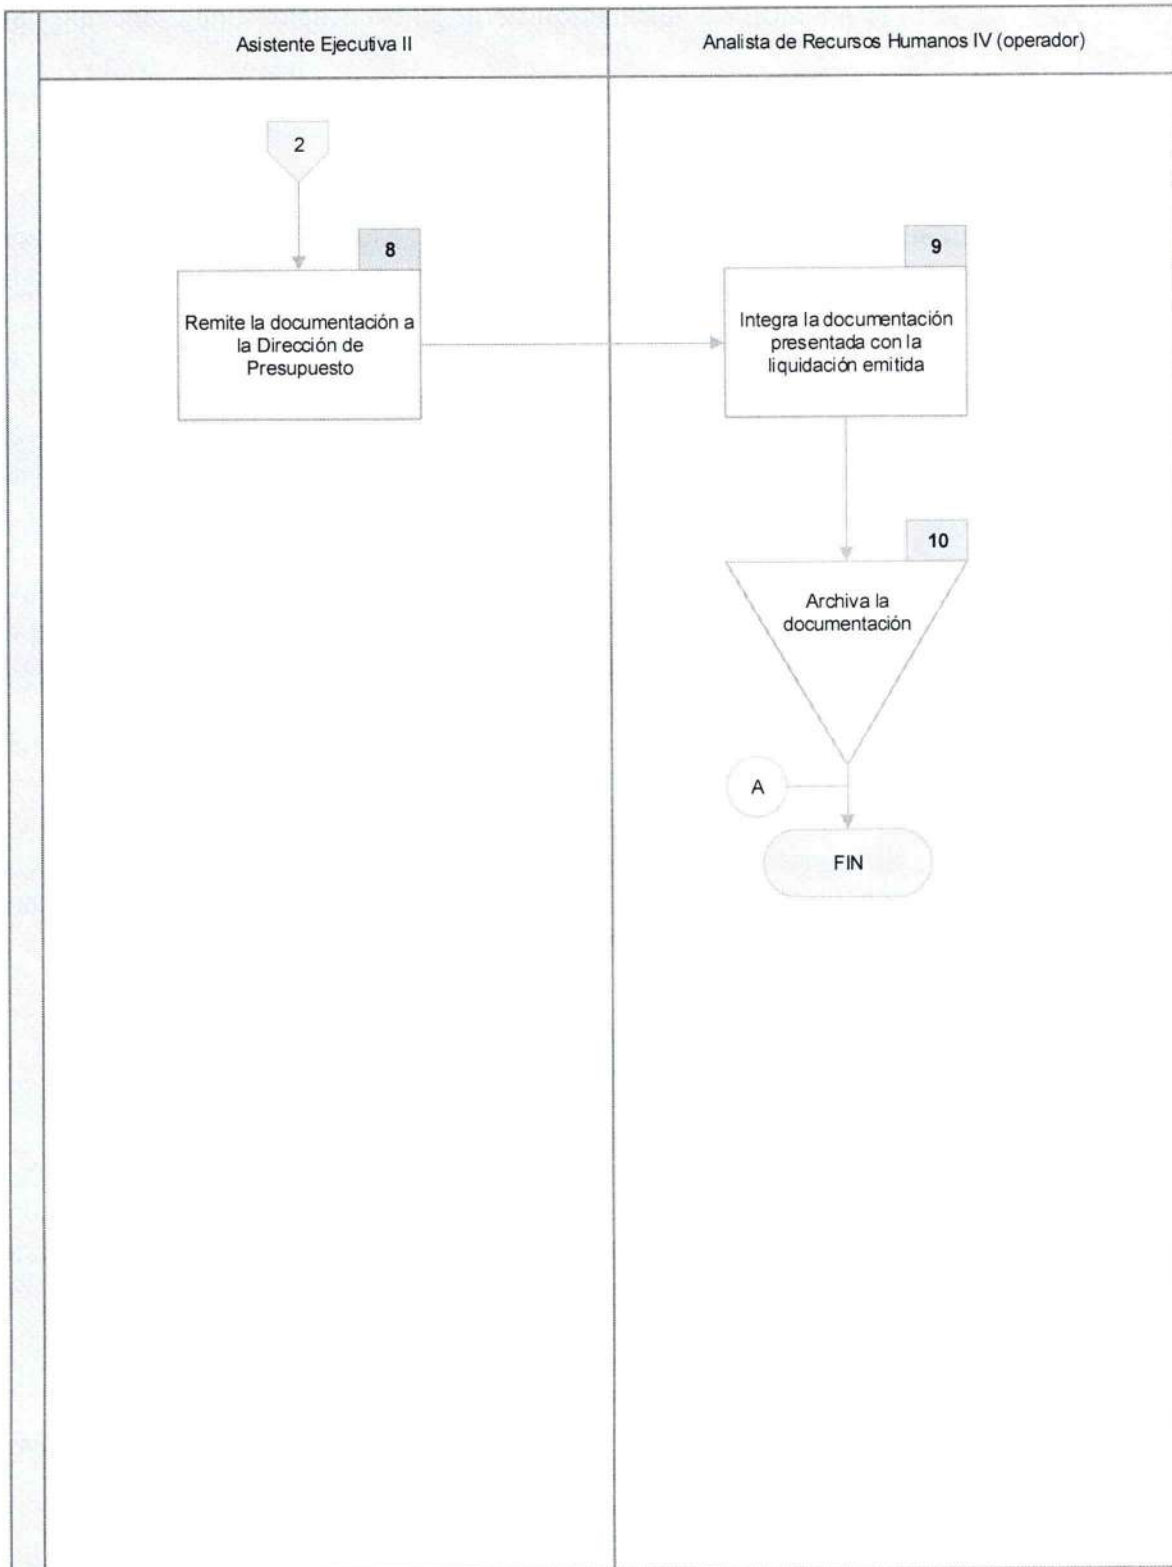 Asistente Ejecutiva II
Analista de Recursos Humanos IV (operador)
2
8
Remite la documentación a
la Dirección de
Presupuesto
9
Integra la documentación
presentada con la
liquidación emitida
10
Archiva la
documentación
A
FIN